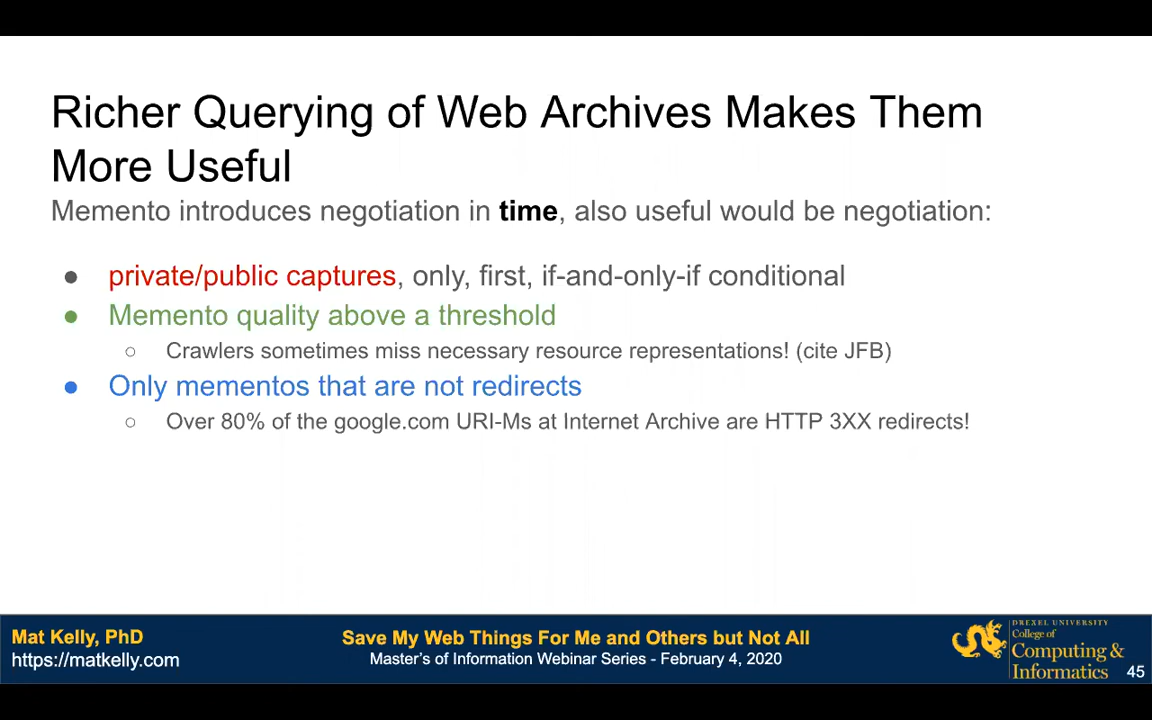 Richer Querying of Web Archives Makes Them
More Useful
Memento introduces negotiation in time, also useful would be negotiation:
● private/public captures, only, first, if-and-only-if conditional
● Memento quality above a threshold
○ Crawlers sometimes miss necessary resource representations! (cite JFB)
● Only mementos that are not redirects
○ Over 80% of the google.com URI-Ms at Internet Archive are HTTP 3XX redirects!
Mat Kelly, PhD
https://matkelly.com
Save My Web Things For Me and Others but Not All
Master's of Information Webinar Series - February 4, 2020
DREXEL UNIVERSITY
College of
Computing &
Informatics
45